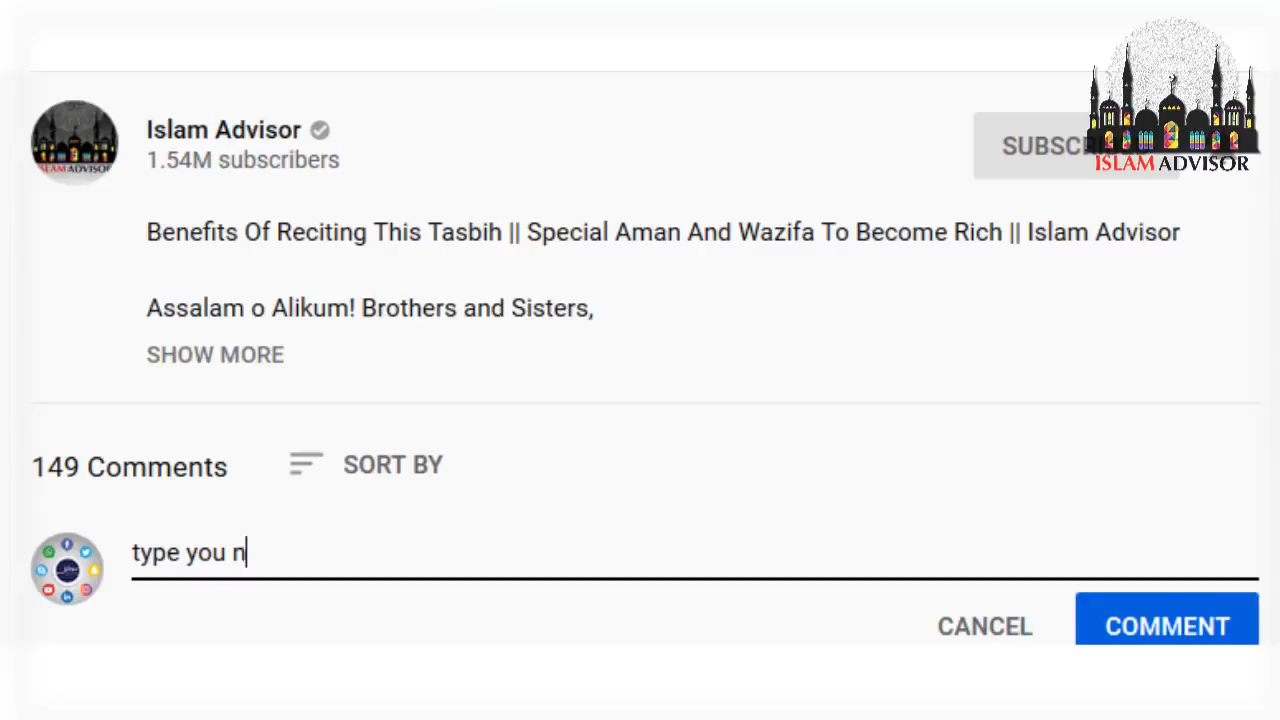 Islam Advisor
1.54M subscribers
ISLAM ADVISOR
Benefits Of Reciting This Tasbih || Special Aman And Wazifa To Become Rich || Islam Advisor
Assalam o Alikum! Brothers and Sisters,
SHOW MORE
149 Comments
SORT BY
type you n
CANCEL
COMMENT